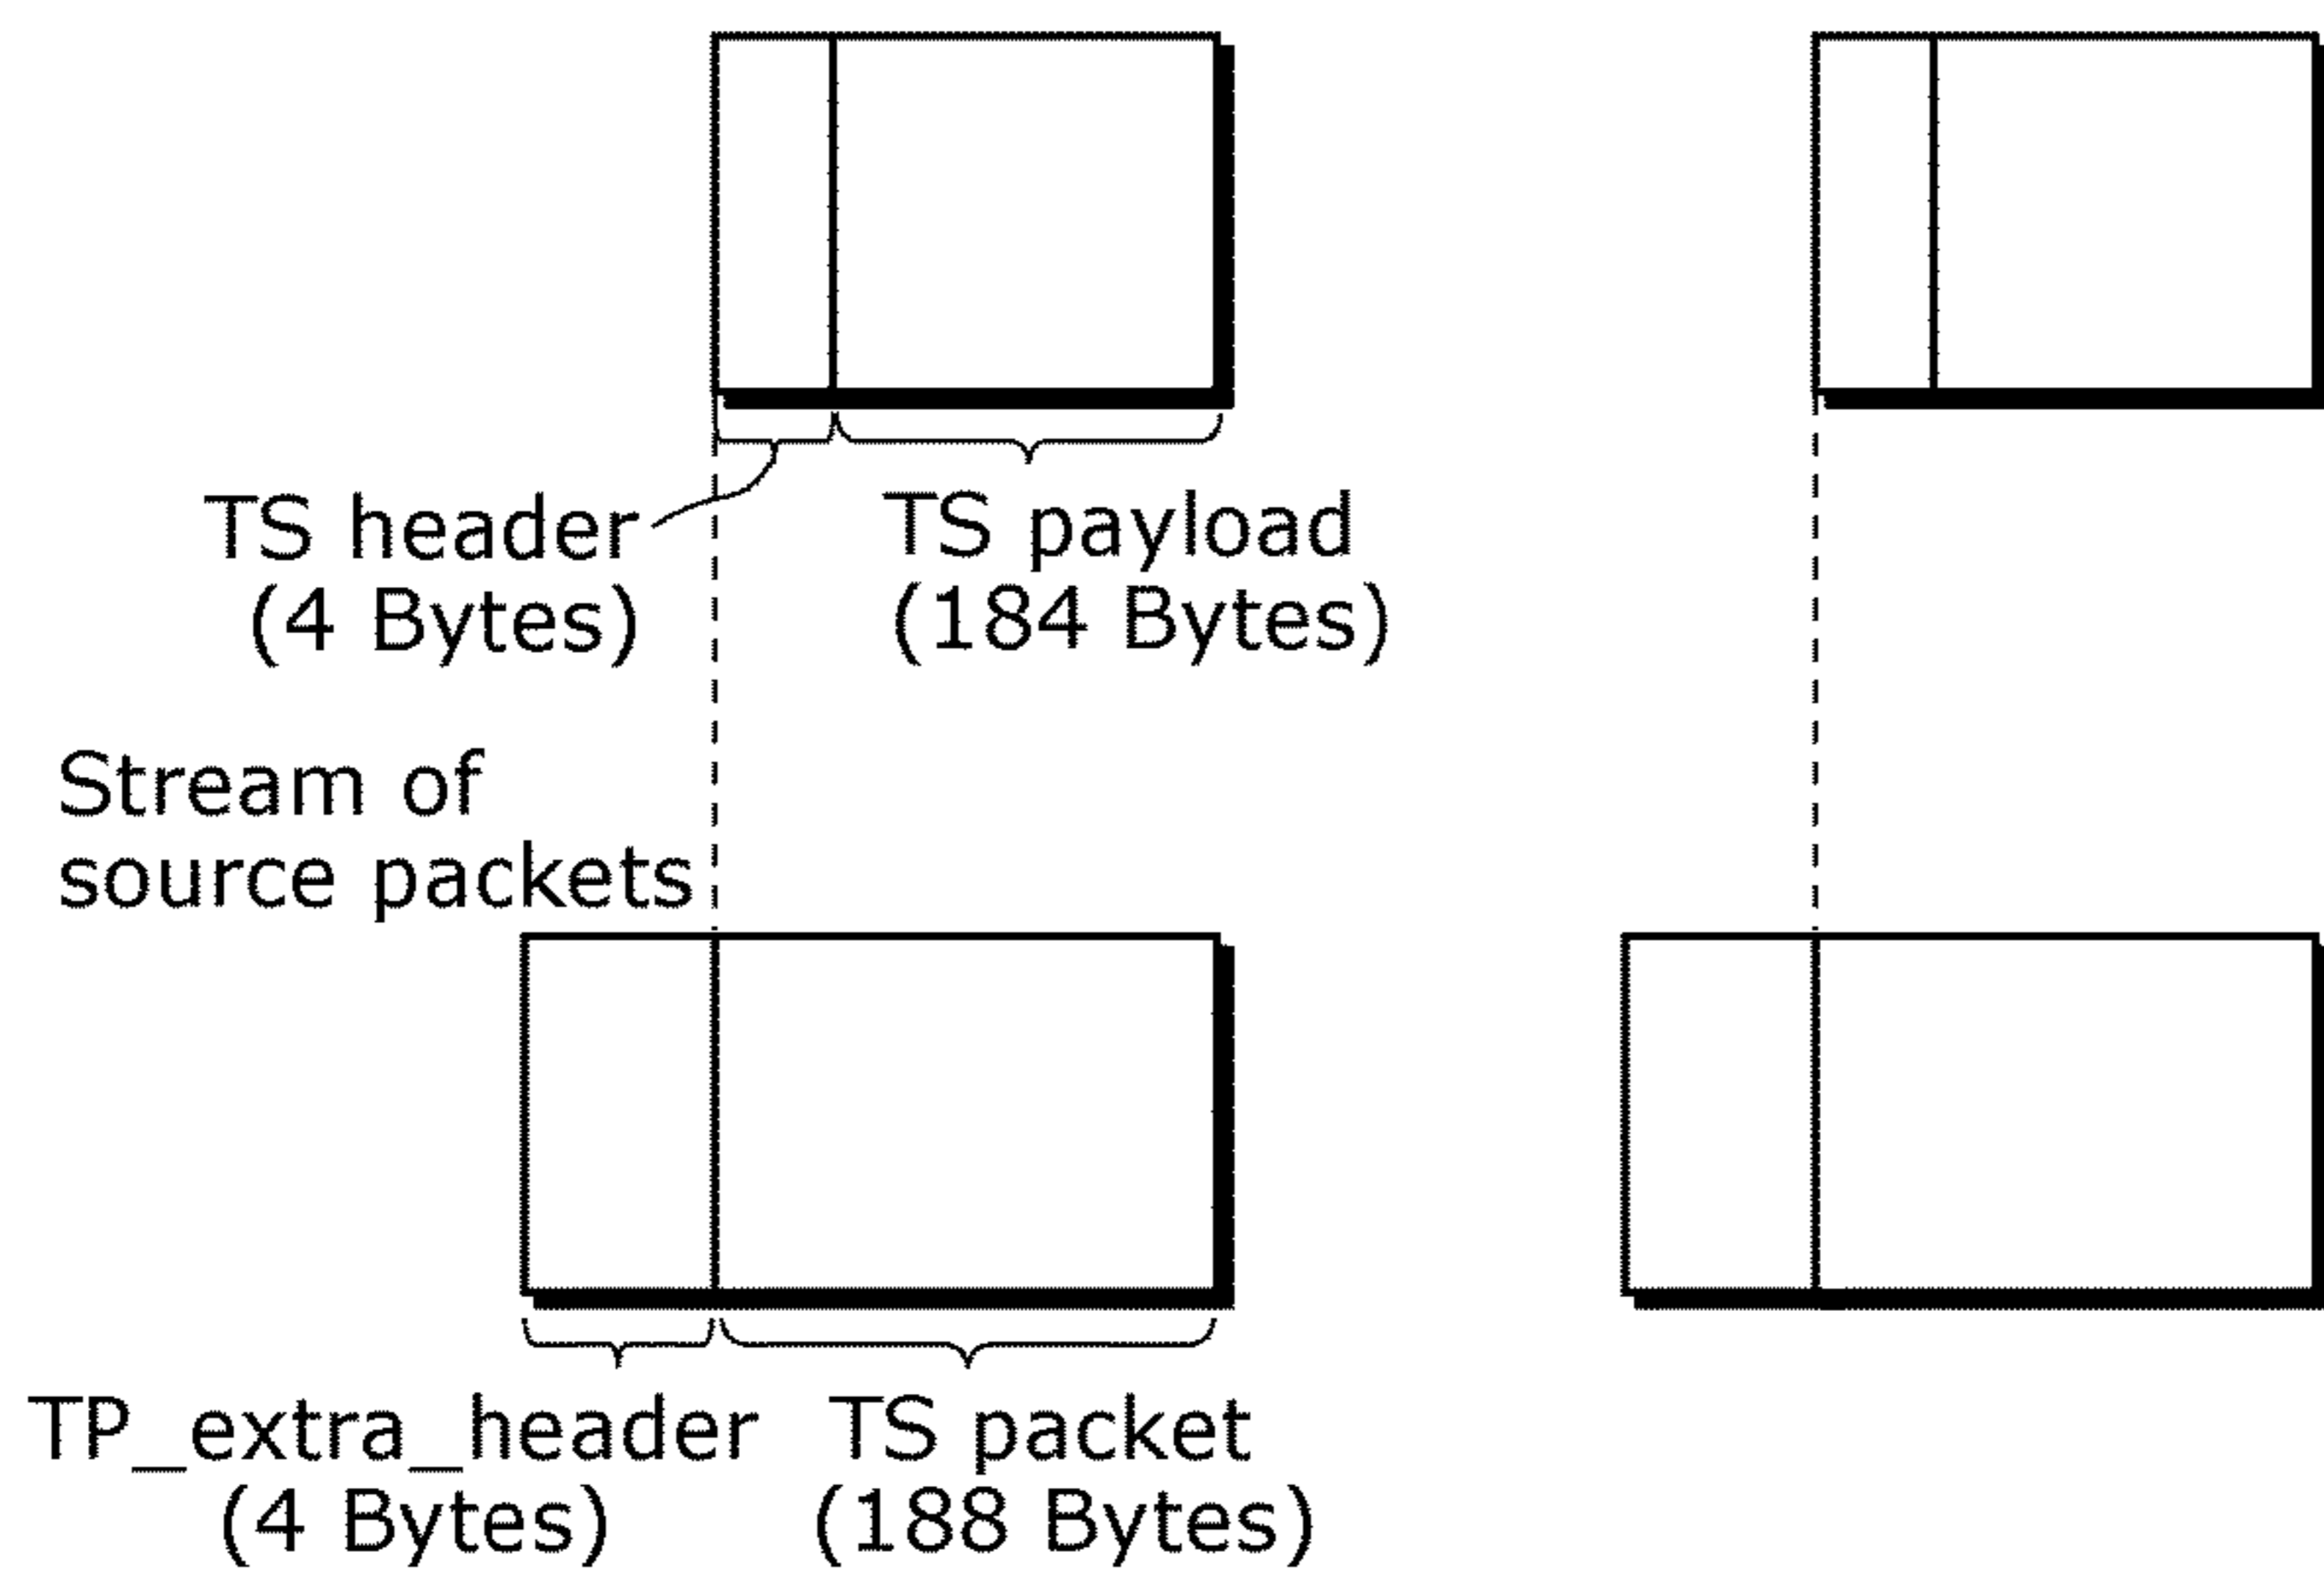 TS header
(4 Bytes)
TS payload
(184 Bytes)
Stream of
source packets
TP_extra_header
(4 Bytes)
TS packet
(188 Bytes)